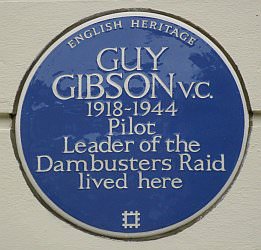 ENGLISH HERITAGE
GUY
GIBSON V.C.
1918-1944
Pilot
Leader of the
Dambusters Raid
lived here